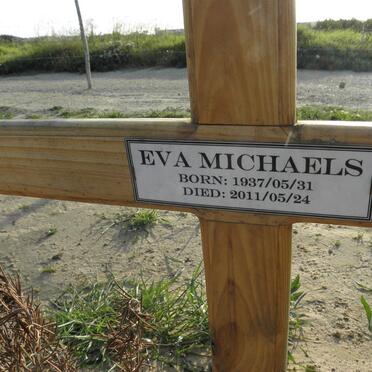 EVA MICHAELS
BORN: 1937/05/31
DIED: 2011/05/24